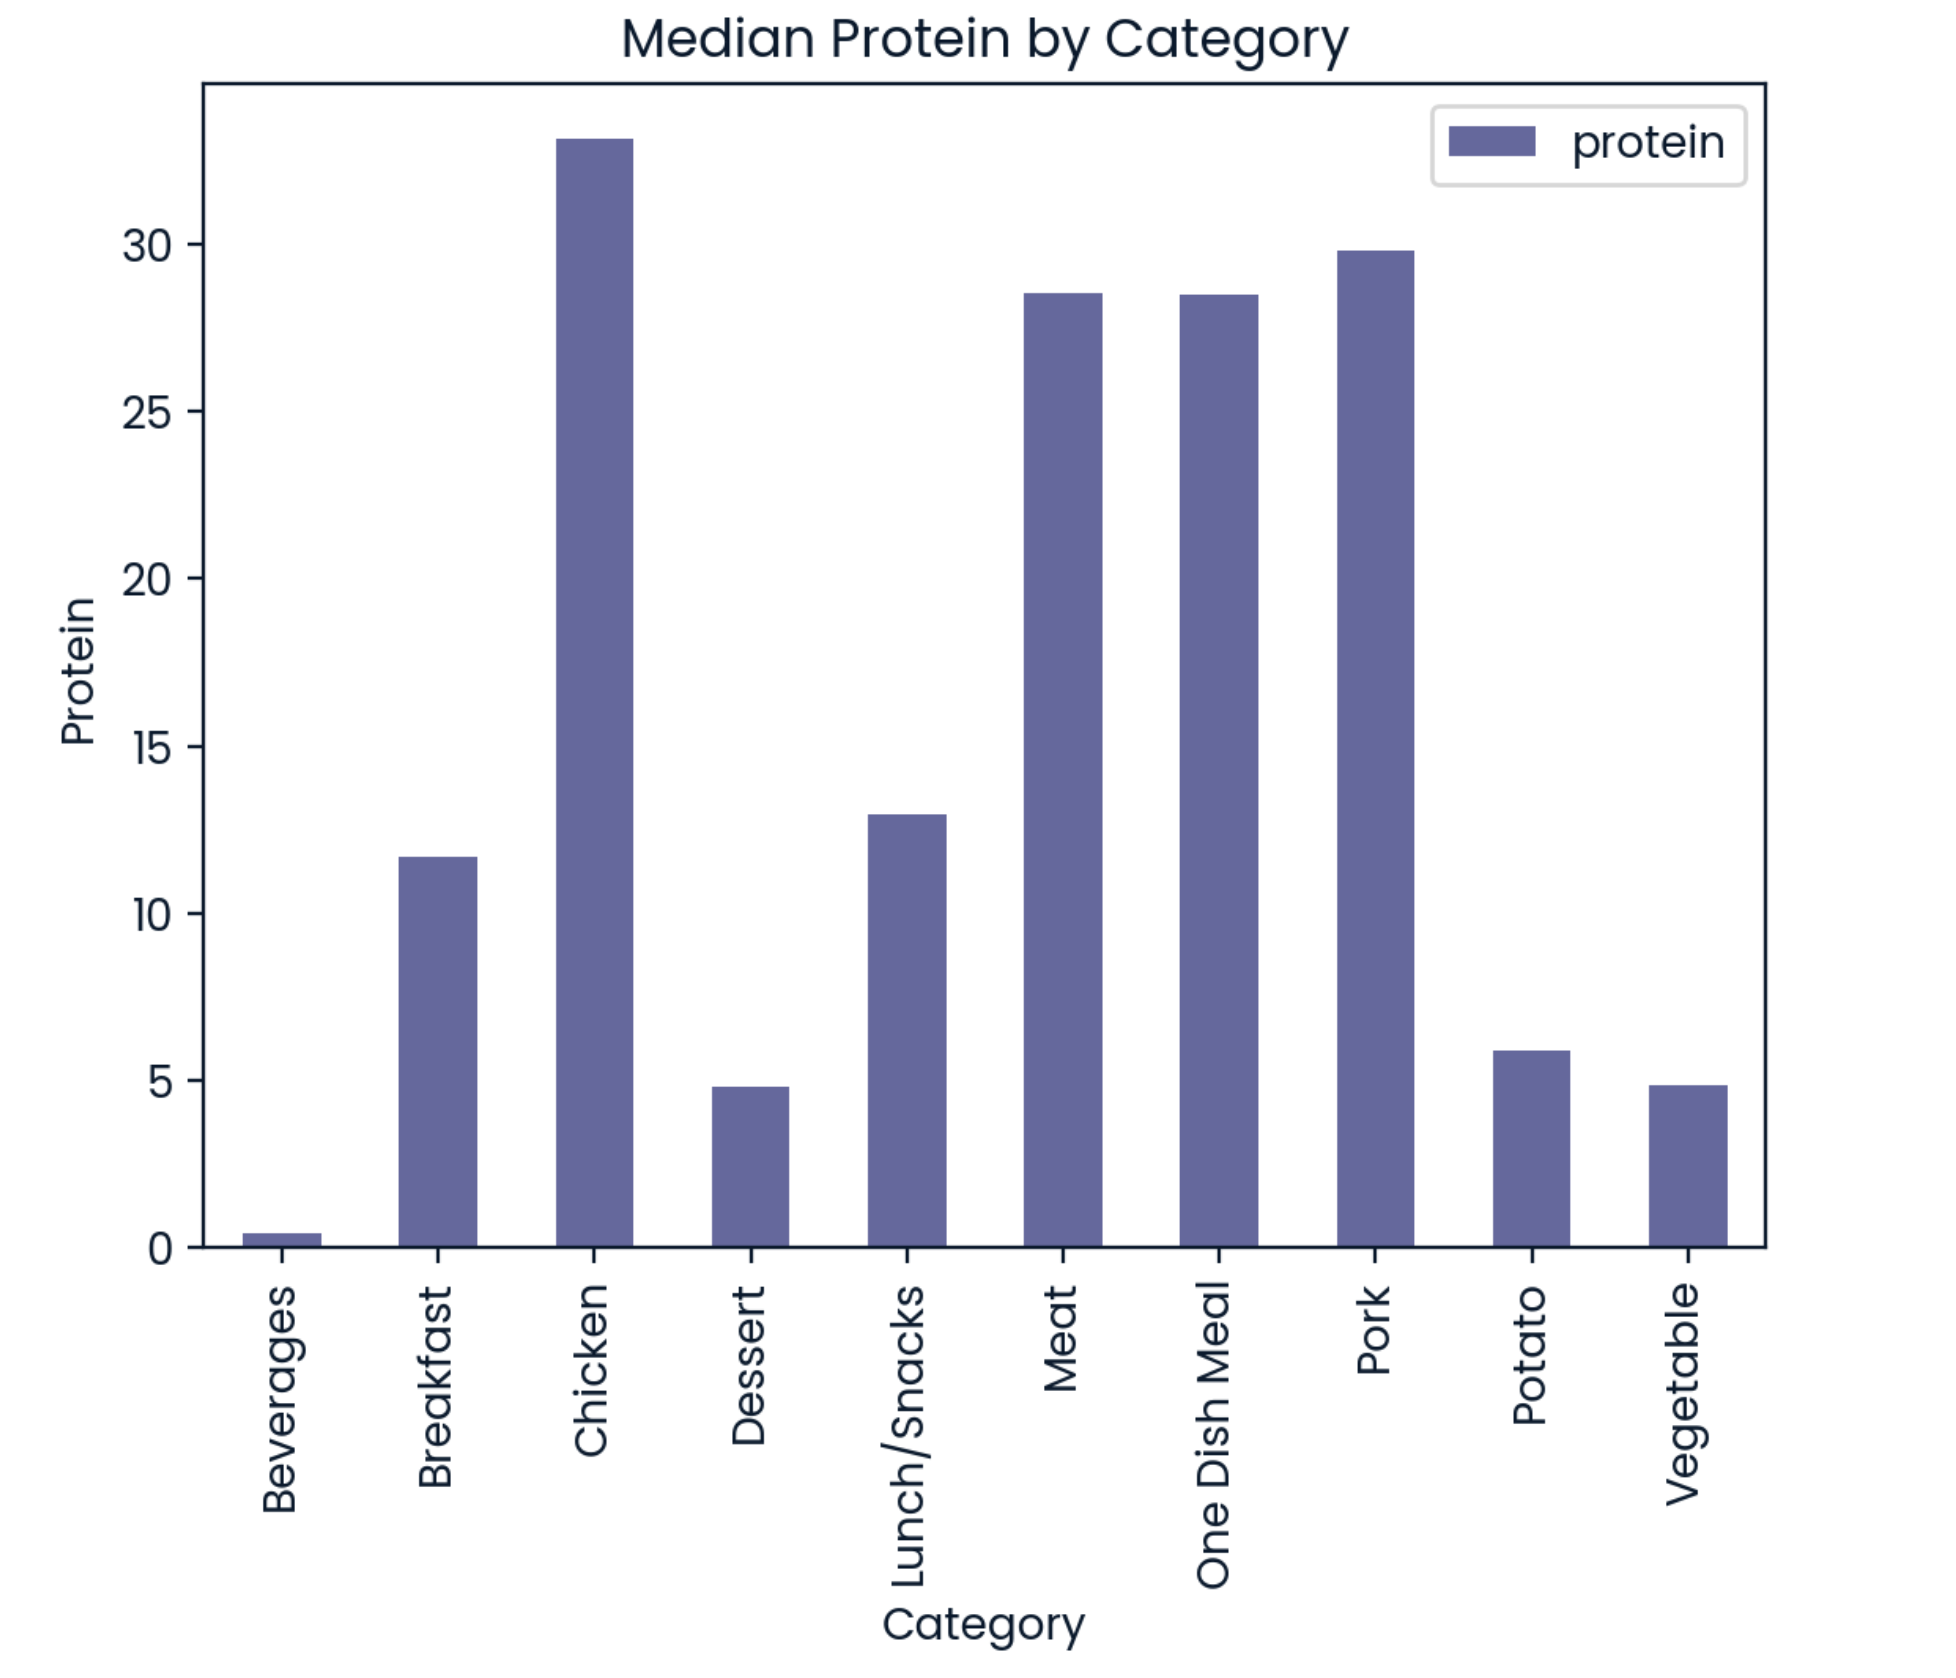 Median Protein by Category
protein
Protein
30
25
20
15
10
5
0
Beverages
Breakfast
Chicken
Dessert
Lunch/Snacks
Meat
One Dish Meal
Pork
Potato
Vegetable
Category